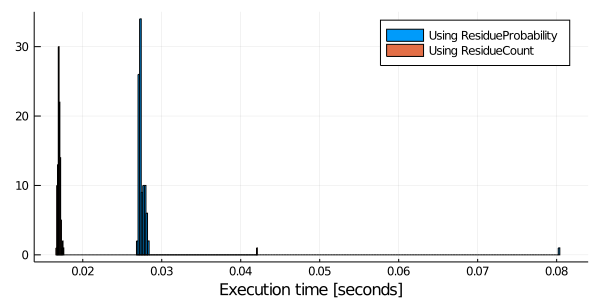 Using ResidueProbability
Using ResidueCount
30
20
10
0
0.02 0.03 0.04 0.05 0.06 0.07 0.08
Execution time [seconds]